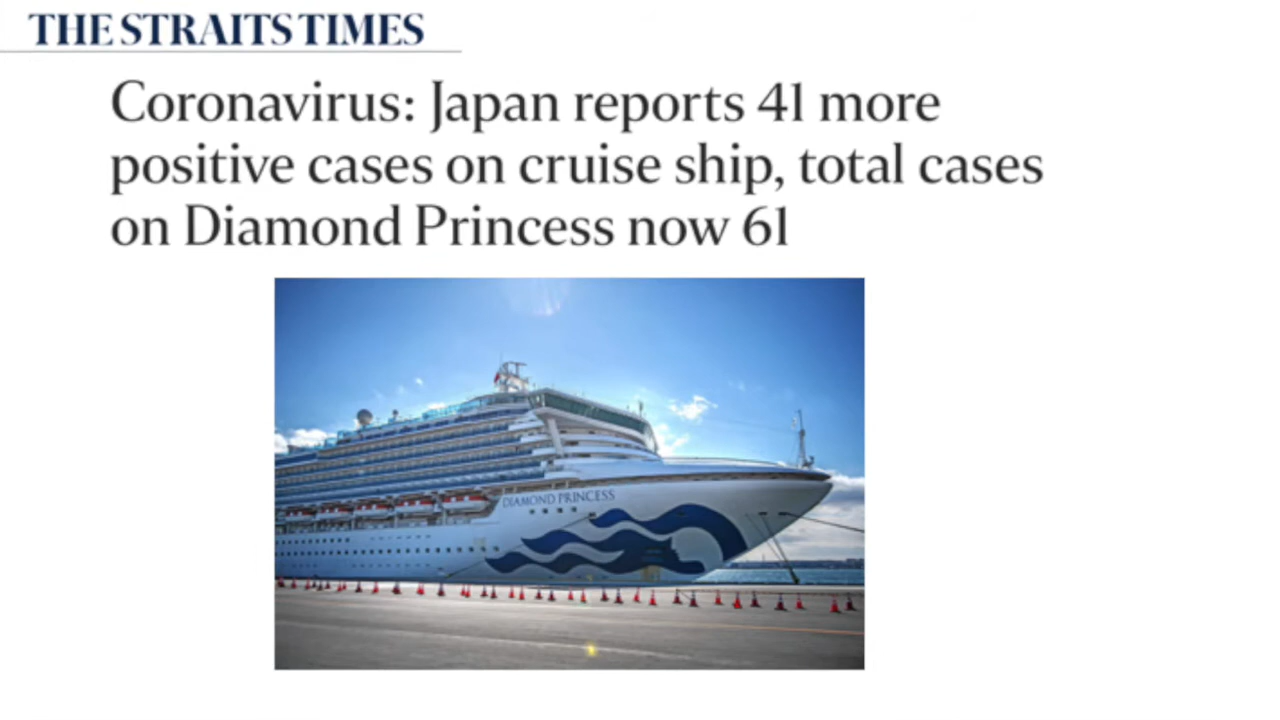 THE STRAITS TIMES
Coronavirus: Japan reports 41 more
positive cases on cruise ship, total cases
on Diamond Princess now 61
DIAMOND PRINCESS